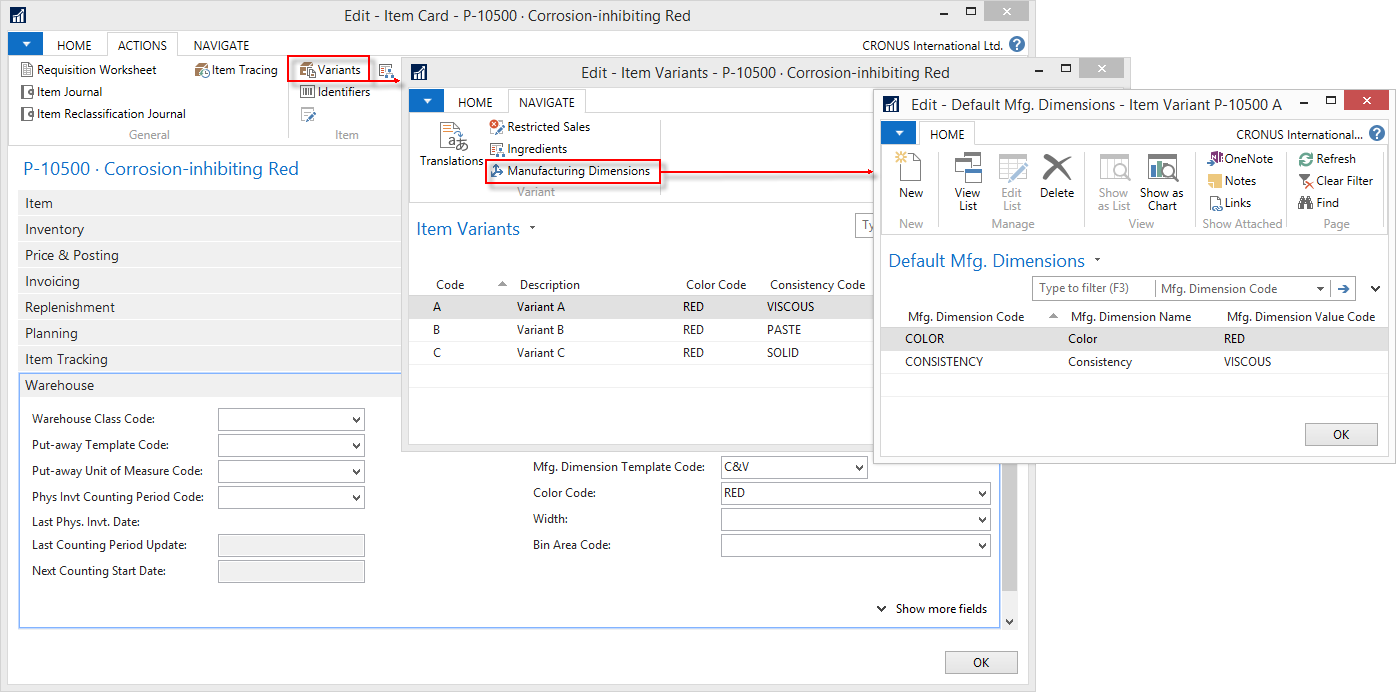 Edit - Item Card - P-10500 · Corrosion-inhibiting Red
HOME ACTIONS NAVIGATE
CRONUS International Ltd.
Requisition Worksheet
Item Journal
Item Reclassification Journal
General
Item Tracing
Variants
Identifiers
Item
P-10500 · Corrosion-inhibiting Red
Item
Inventory
Price & Posting
Invoicing
Replenishment
Planning
Item Tracking
Warehouse
Warehouse Class Code:
Put-away Template Code:
Put-away Unit of Measure Code:
Phys Invt Counting Period Code:
Last Phys. Invt. Date:
Last Counting Period Update:
Next Counting Start Date:
Mfg. Dimension Template Code: C&V
Color Code: RED
Width:
Bin Area Code:
Show more fields
OK
Edit - Item Variants - P-10500 · Corrosion-inhibiting Red
HOME NAVIGATE
Translations
Restricted Sales
Ingredients
Manufacturing Dimensions
Variant
Item Variants
Ty
Code Description Color Code Consistency Code
A Variant A RED VISCOUS
B Variant B RED PASTE
C Variant C RED SOLID
Edit - Default Mfg. Dimensions - Item Variant P-10500 A
HOME
CRONUS International...
New
New
View List
Edit List
Delete
Manage
Show as List
Show as Chart
View
OneNote
Notes
Links
Show Attached
Refresh
Clear Filter
Find
Page
Default Mfg. Dimensions
Type to filter (F3) Mfg. Dimension Code
Mfg. Dimension Code Mfg. Dimension Name Mfg. Dimension Value Code
COLOR Color RED
CONSISTENCY Consistency VISCOUS
OK